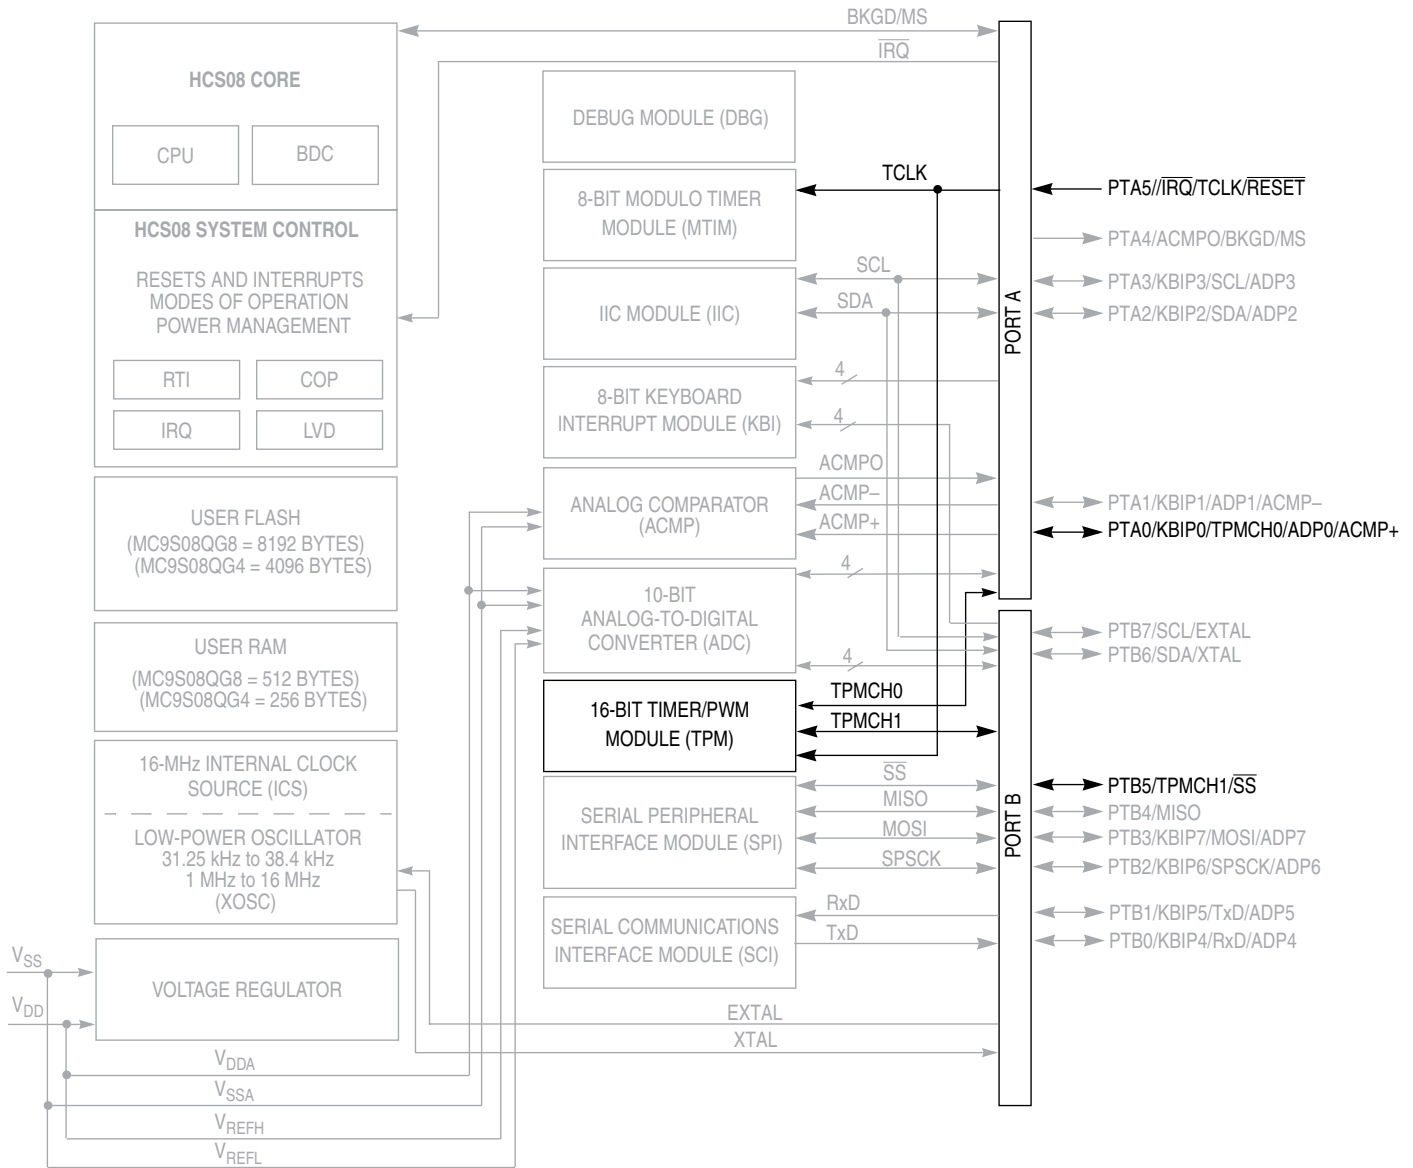 BKGD/MS
IRQ
HCS08 CORE
CPU
BDC
HCS08 SYSTEM CONTROL
RESETS AND INTERRUPTS
MODES OF OPERATION
POWER MANAGEMENT
RTI
COP
IRQ
LVD
USER FLASH
(MC9S08QG8 = 8192 BYTES)
(MC9S08QG4 = 4096 BYTES)
USER RAM
(MC9S08QG8 = 512 BYTES)
(MC9S08QG4 = 256 BYTES)
16-MHz INTERNAL CLOCK
SOURCE (ICS)
LOW-POWER OSCILLATOR
31.25 kHz to 38.4 kHz
1 MHz to 16 MHz
(XOSC)
VOLTAGE REGULATOR
VSS
VDD
VDDA
VSSA
VREFH
VREFL
DEBUG MODULE (DBG)
8-BIT MODULO TIMER
MODULE (MTIM)
TCLK
IIC MODULE (IIC)
SCL
SDA
8-BIT KEYBOARD
INTERRUPT MODULE (KBI)
4
4
ANALOG COMPARATOR
(ACMP)
ACMPO
ACMP–
ACMP+
10-BIT
ANALOG-TO-DIGITAL
CONVERTER (ADC)
4
4
16-BIT TIMER/PWM
MODULE (TPM)
TPMCH0
TPMCH1
SERIAL PERIPHERAL
INTERFACE MODULE (SPI)
SS
MISO
MOSI
SPSCK
SERIAL COMMUNICATIONS
INTERFACE MODULE (SCI)
RxD
TxD
EXTAL
XTAL
PORT A
PORT B
PTA5//IRQ/TCLK/RESET
PTA4/ACMPO/BKGD/MS
PTA3/KBIP3/SCL/ADP3
PTA2/KBIP2/SDA/ADP2
PTA1/KBIP1/ADP1/ACMP–
PTA0/KBIP0/TPMCH0/ADP0/ACMP+
PTB7/SCL/EXTAL
PTB6/SDA/XTAL
PTB5/TPMCH1/SS
PTB4/MISO
PTB3/KBIP7/MOSI/ADP7
PTB2/KBIP6/SPSCK/ADP6
PTB1/KBIP5/TxD/ADP5
PTB0/KBIP4/RxD/ADP4